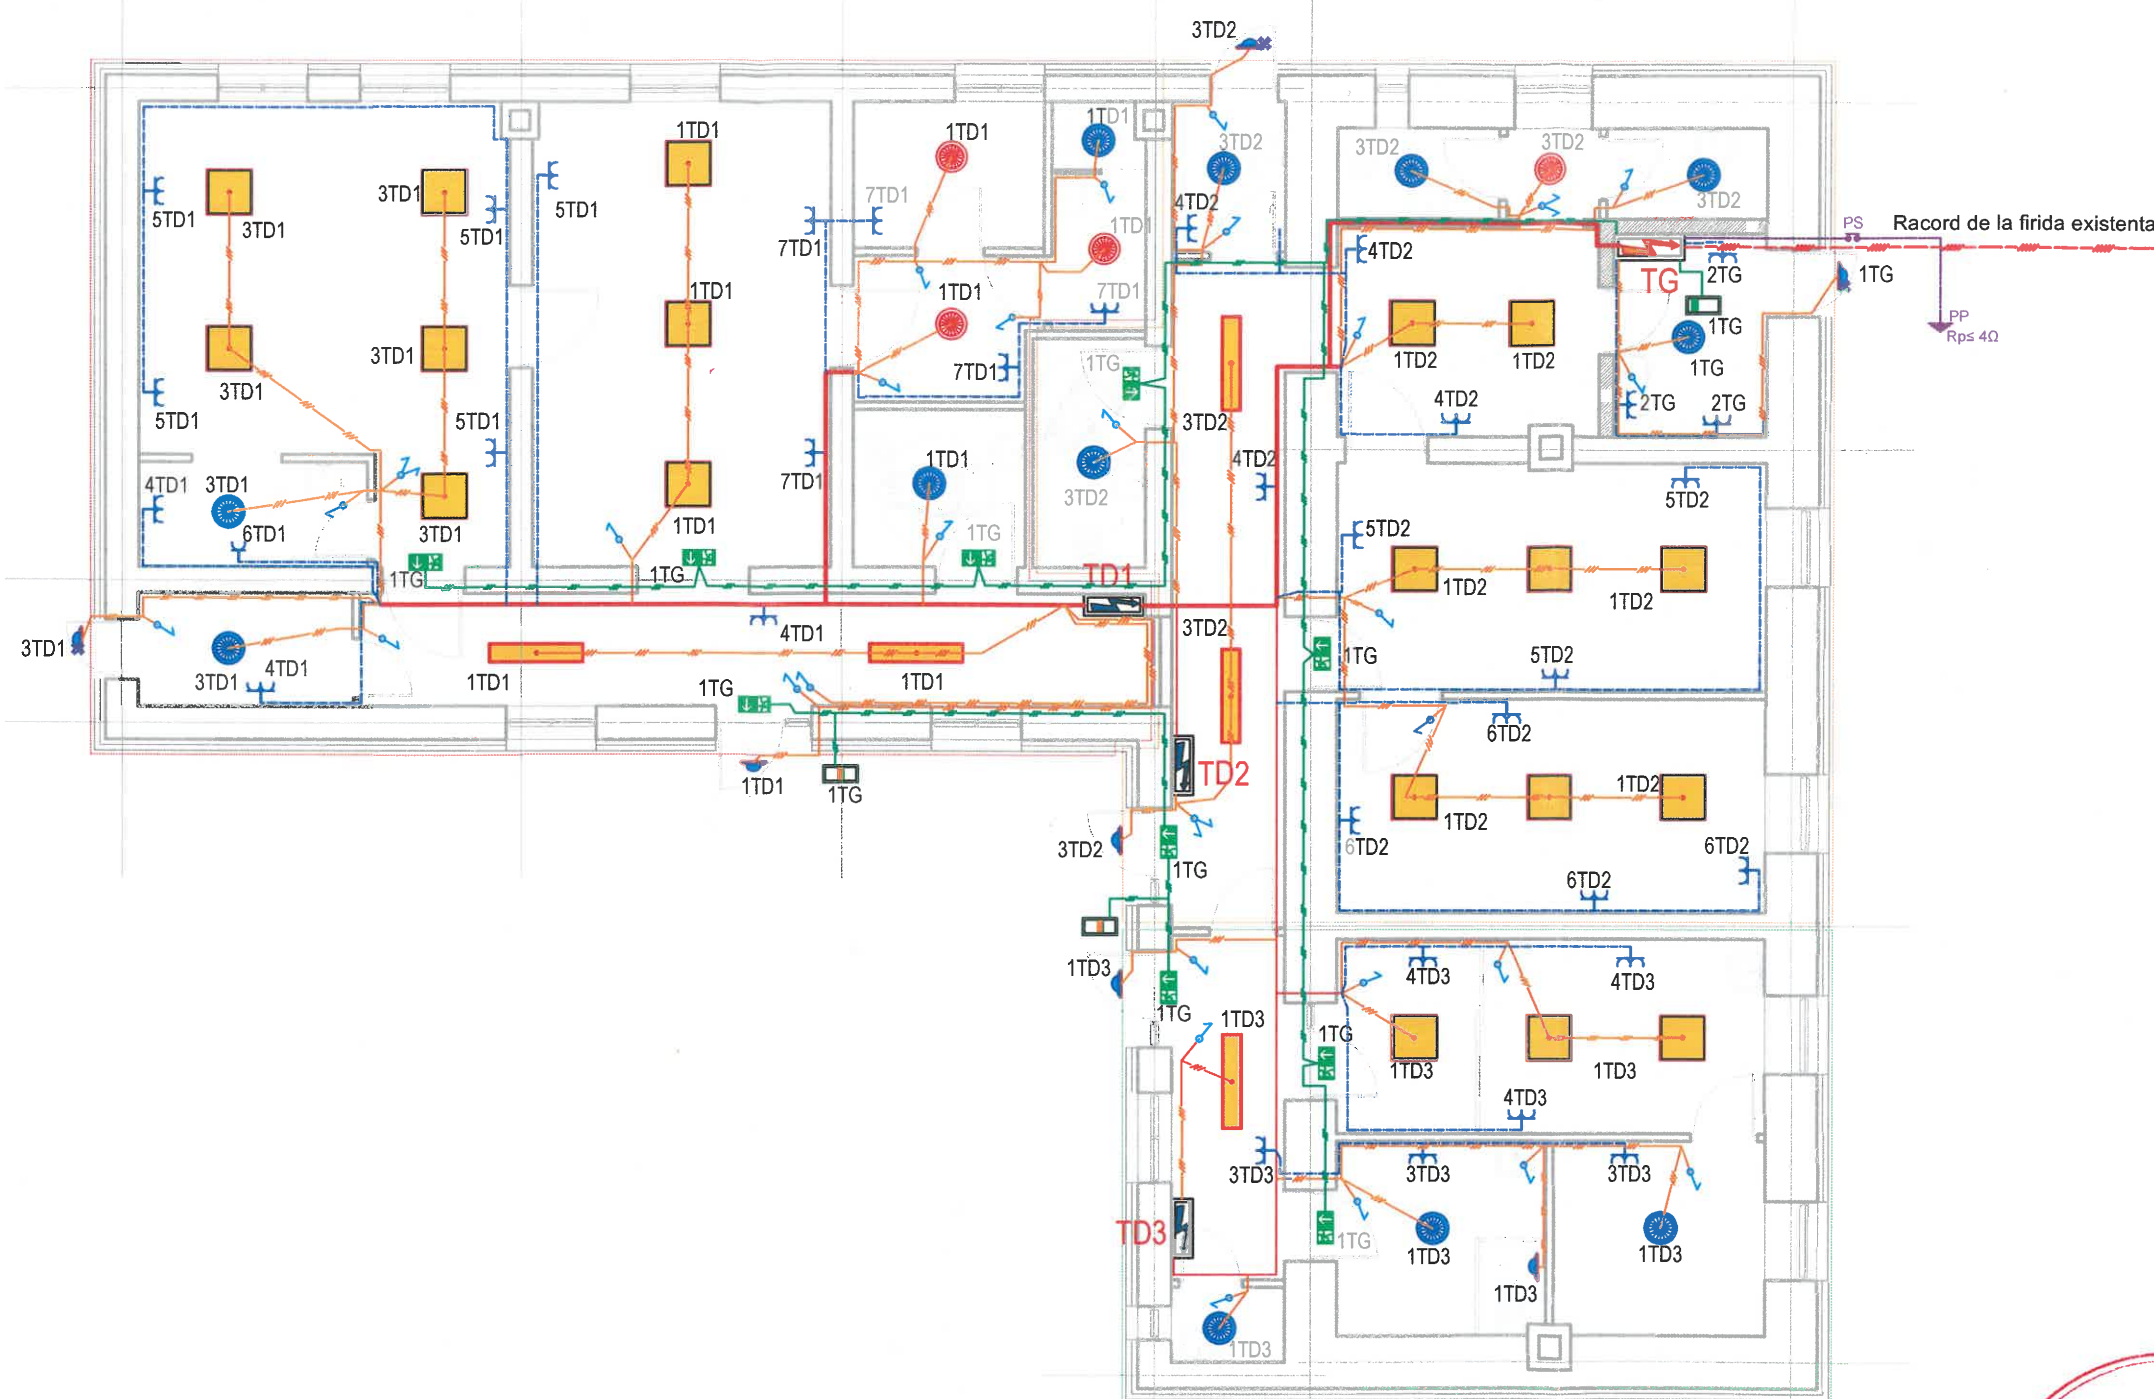 3TD2
1TD1
1TD1
1TD1
3TD2
3TD2
3TD2
3TD1
5TD1
3TD1
5TD1
5TD1
7TD1
7TD1
4TD2
3TD2
PS
Racord de la firida existenta
1TD1
4TD2
TG
2TG
1TG
1TD1
1TD1
7TD1
1TG
PP
Rp≤ 4Ω
3TD1
3TD1
1TG
7TD1
1TD2
1TD2
1TG
5TD1
5TD1
3TD2
4TD2
2TG
2TG
4TD1
3TD1
7TD1
1TD1
3TD2
4TD2
5TD2
6TD1
3TD1
1TD1
1TG
5TD2
1TG
1TG
TD1
1TD2
1TD2
3TD1
4TD1
3TD2
1TG
5TD2
3TD1
4TD1
1TD1
1TG
1TD1
6TD2
1TD1
1TG
TD2
1TD2
1TD2
3TD2
6TD2
6TD2
1TG
6TD2
1TD3
4TD3
4TD3
1TG
1TD3
1TG
1TD3
1TD3
4TD3
3TD3
3TD3
3TD3
TD3
1TG
1TD3
1TD3
1TD3
1TD3